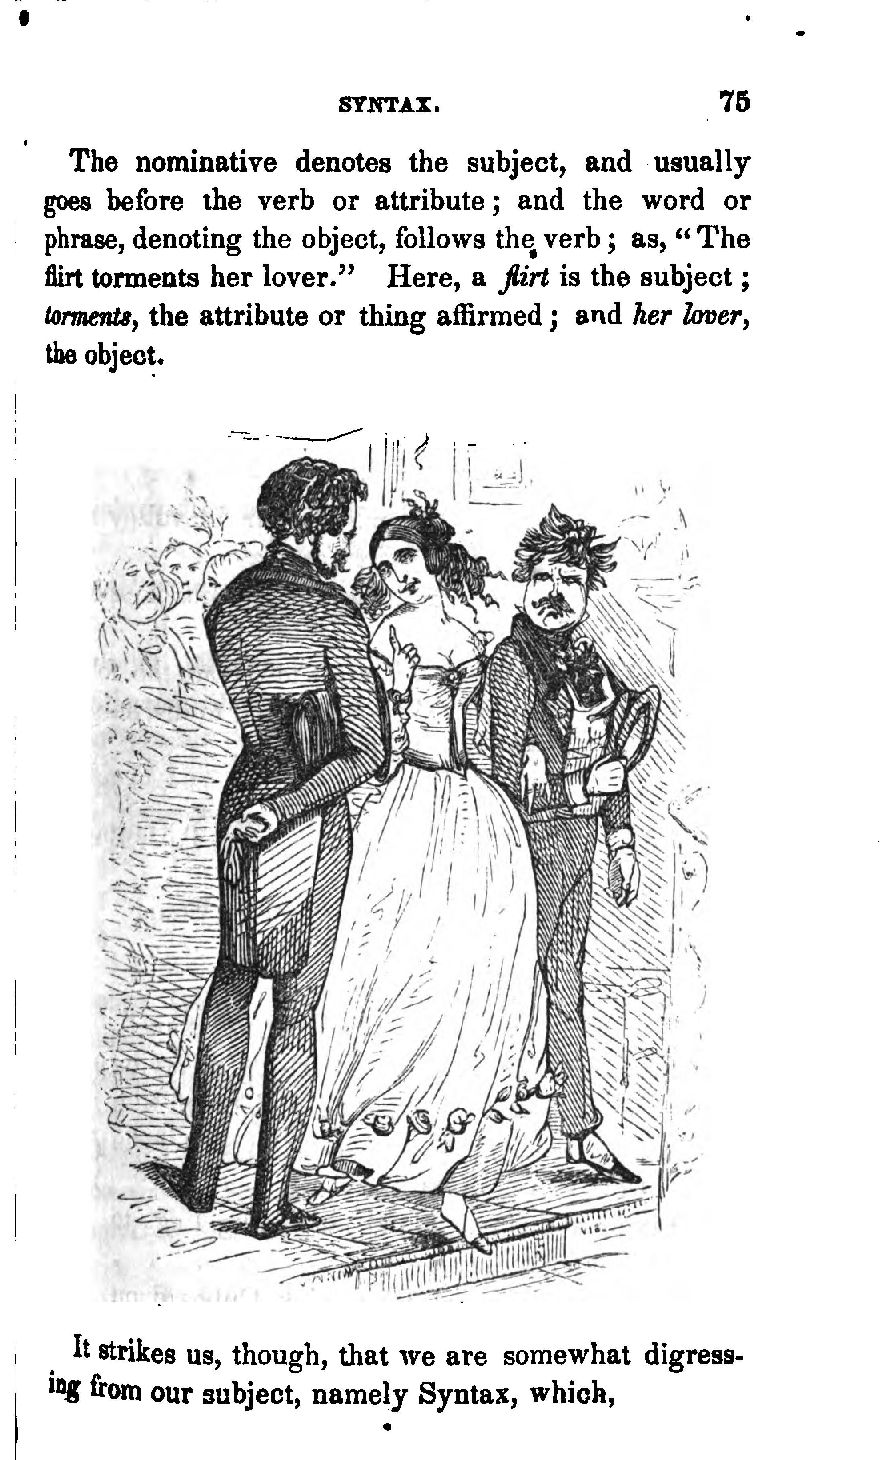 SYNTAX. 75
The nominative denotes the subject, and usually
goes before the verb or attribute; and the word or
phrase, denoting the object, follows the verb; as, “The
flirt torments her lover.” Here, a flirt is the subject;
torments, the attribute or thing affirmed; and her lover,
the object.
It strikes us, though, that we are somewhat digress-
ing from our subject, namely Syntax, which,